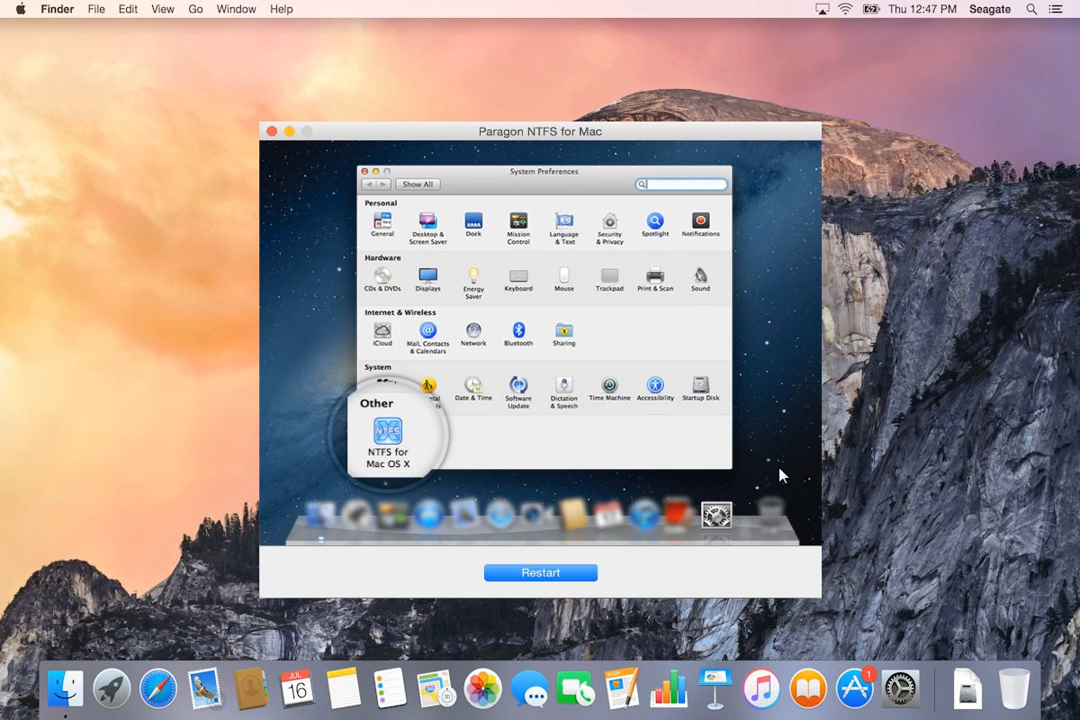 Finder File Edit View Go Window Help Thu 12:47 PM Seagate
Paragon NTFS for Mac
System Preferences
Show All
Personal
General
Desktop & Screen Saver
Dock
Mission Control
Language & Text
Security & Privacy
Spotlight
Notifications
Hardware
CDs & DVDs
Displays
Energy Saver
Keyboard
Mouse
Trackpad
Print & Scan
Sound
Internet & Wireless
iCloud
Mail, Contacts & Calendars
Network
Bluetooth
Sharing
System
Date & Time
Software Update
Dictation & Speech
Time Machine
Accessibility
Startup Disk
Other
NTFS
NTFS for
Mac OS X
Restart
JUL
16
1